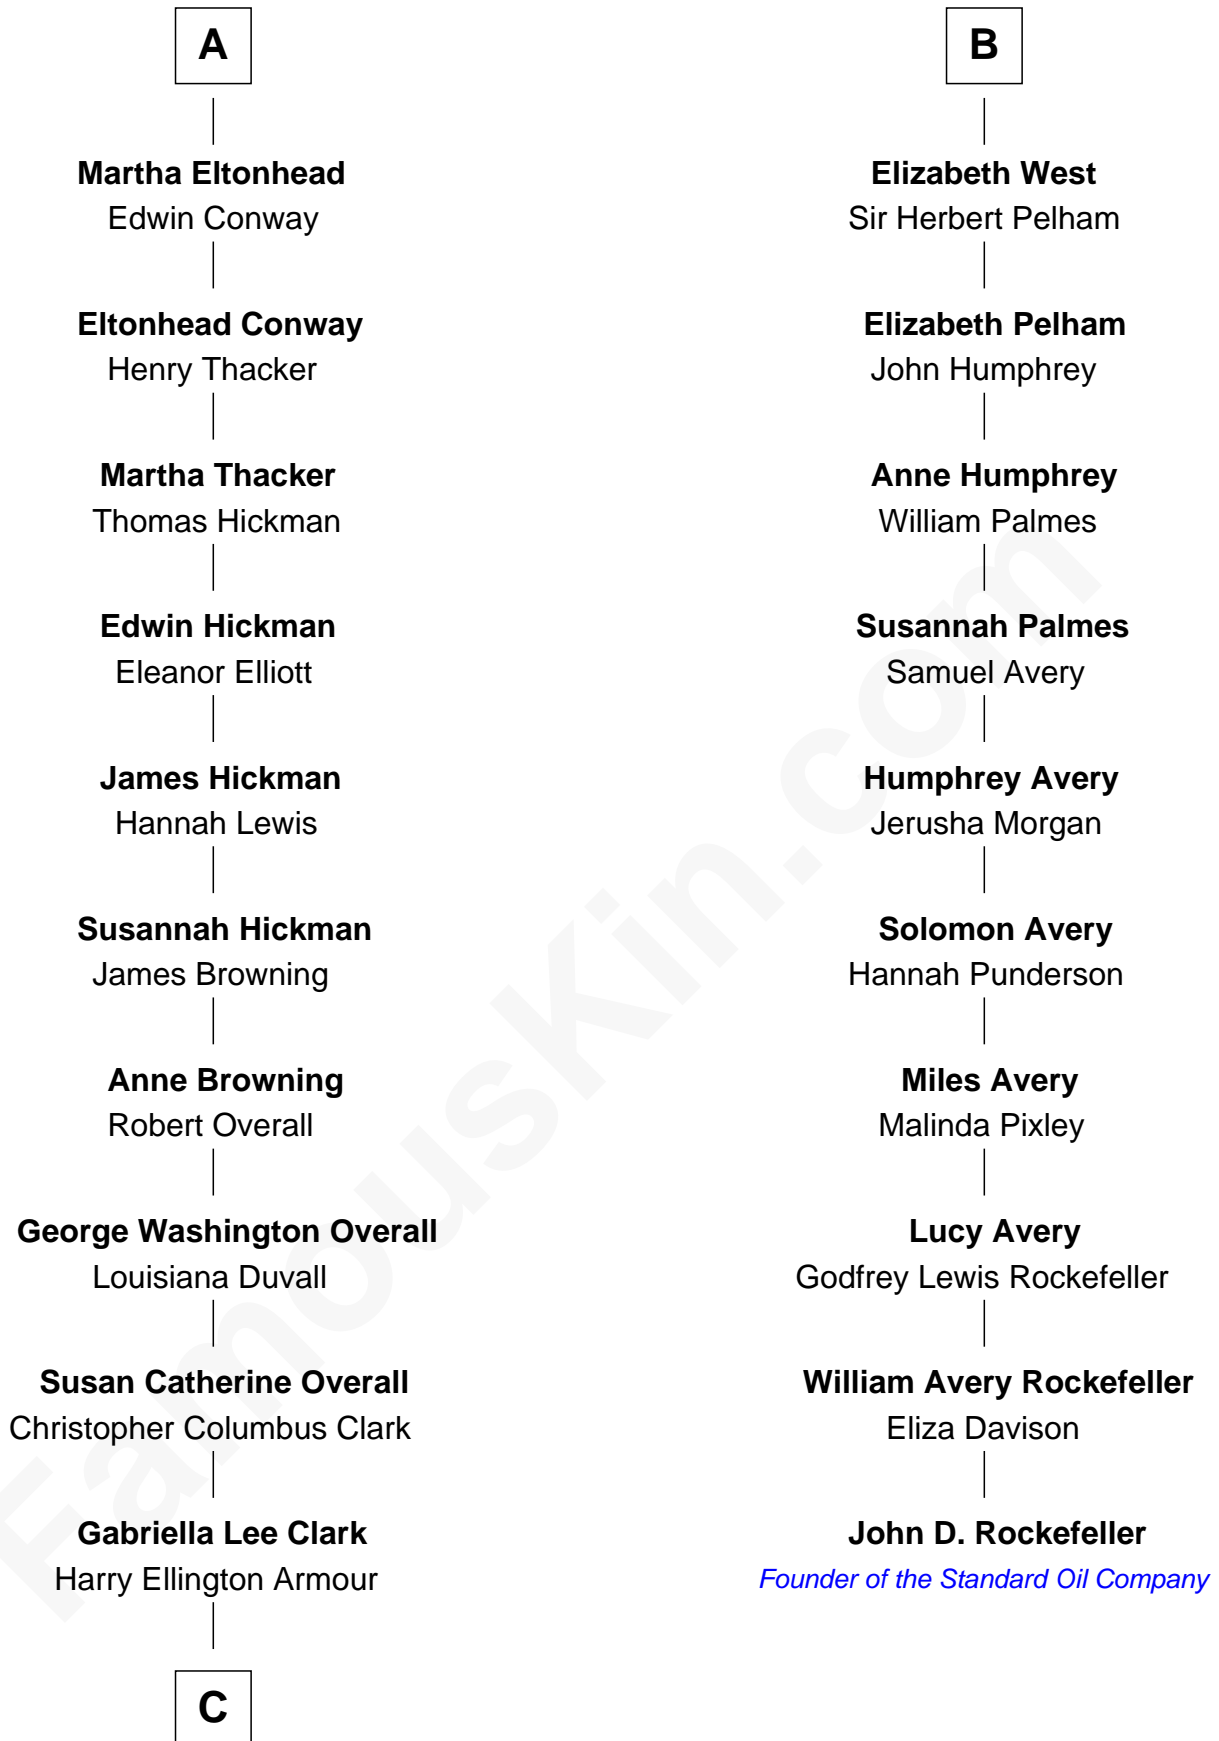 A
Martha Eltonhead
Edwin Conway
Eltonhead Conway
Henry Thacker
Martha Thacker
Thomas Hickman
Edwin Hickman
Eleanor Elliott
James Hickman
Hannah Lewis
Susannah Hickman
James Browning
Anne Browning
Robert Overall
George Washington Overall
Louisiana Duvall
Susan Catherine Overall
Christopher Columbus Clark
Gabriella Lee Clark
Harry Ellington Armour
C
B
Elizabeth West
Sir Herbert Pelham
Elizabeth Pelham
John Humphrey
Anne Humphrey
William Palmes
Susannah Palmes
Samuel Avery
Humphrey Avery
Jerusha Morgan
Solomon Avery
Hannah Punderson
Miles Avery
Malinda Pixley
Lucy Avery
Godfrey Lewis Rockefeller
William Avery Rockefeller
Eliza Davison
John D. Rockefeller
Founder of the Standard Oil Company
FamousKin.com